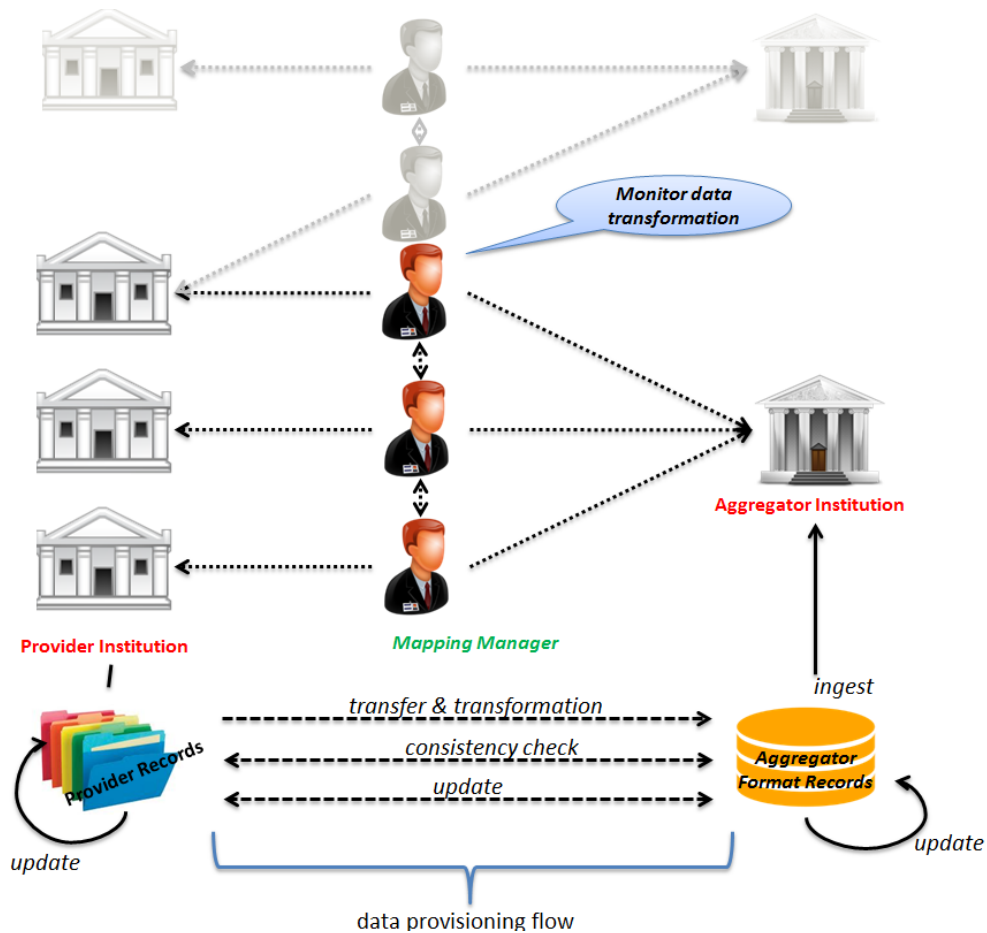 Monitor data
transformation
Aggregator Institution
Provider Institution
Mapping Manager
ingest
transfer & transformation
Provider Records
consistency check
Aggregator
Format Records
update
update
update
data provisioning flow